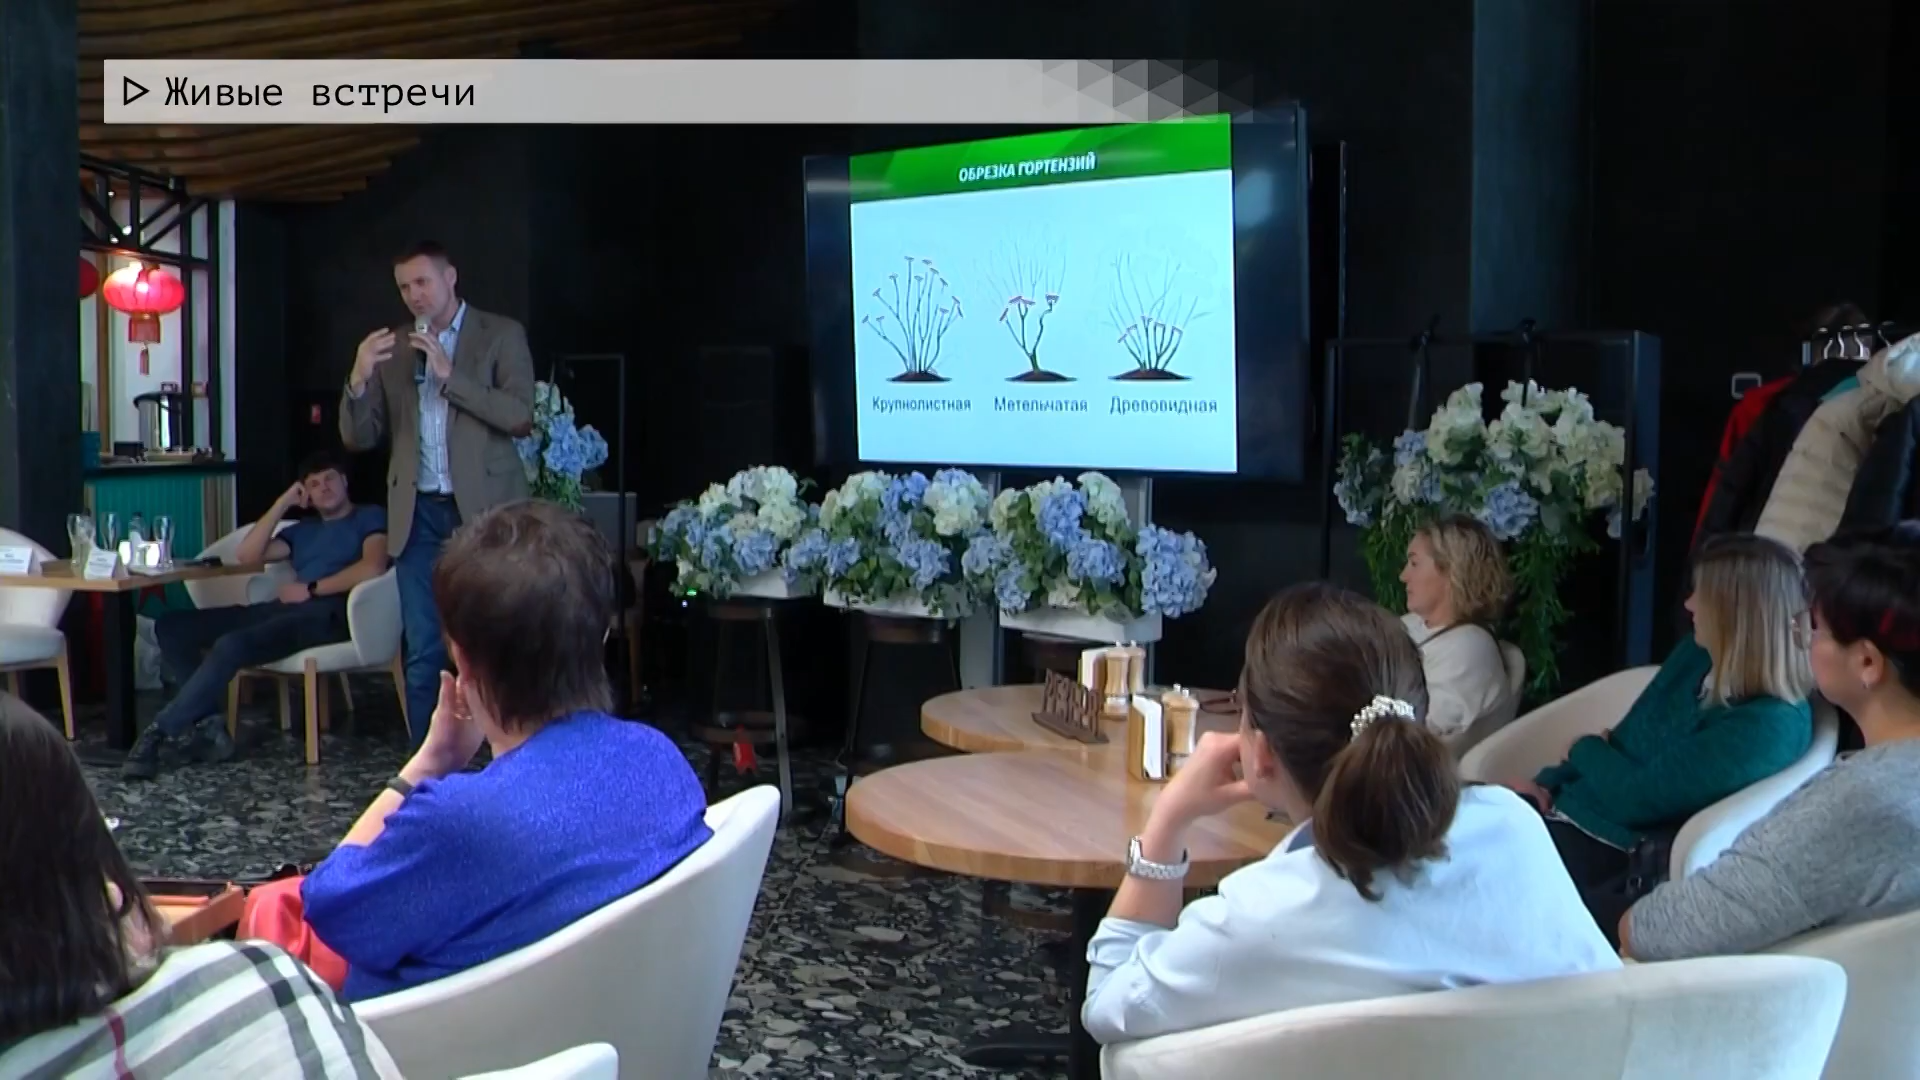 Живые встречи
ОБРЕЗКА ГОРТЕНЗИЙ
Крупнолистная Метельчатая Древовидная